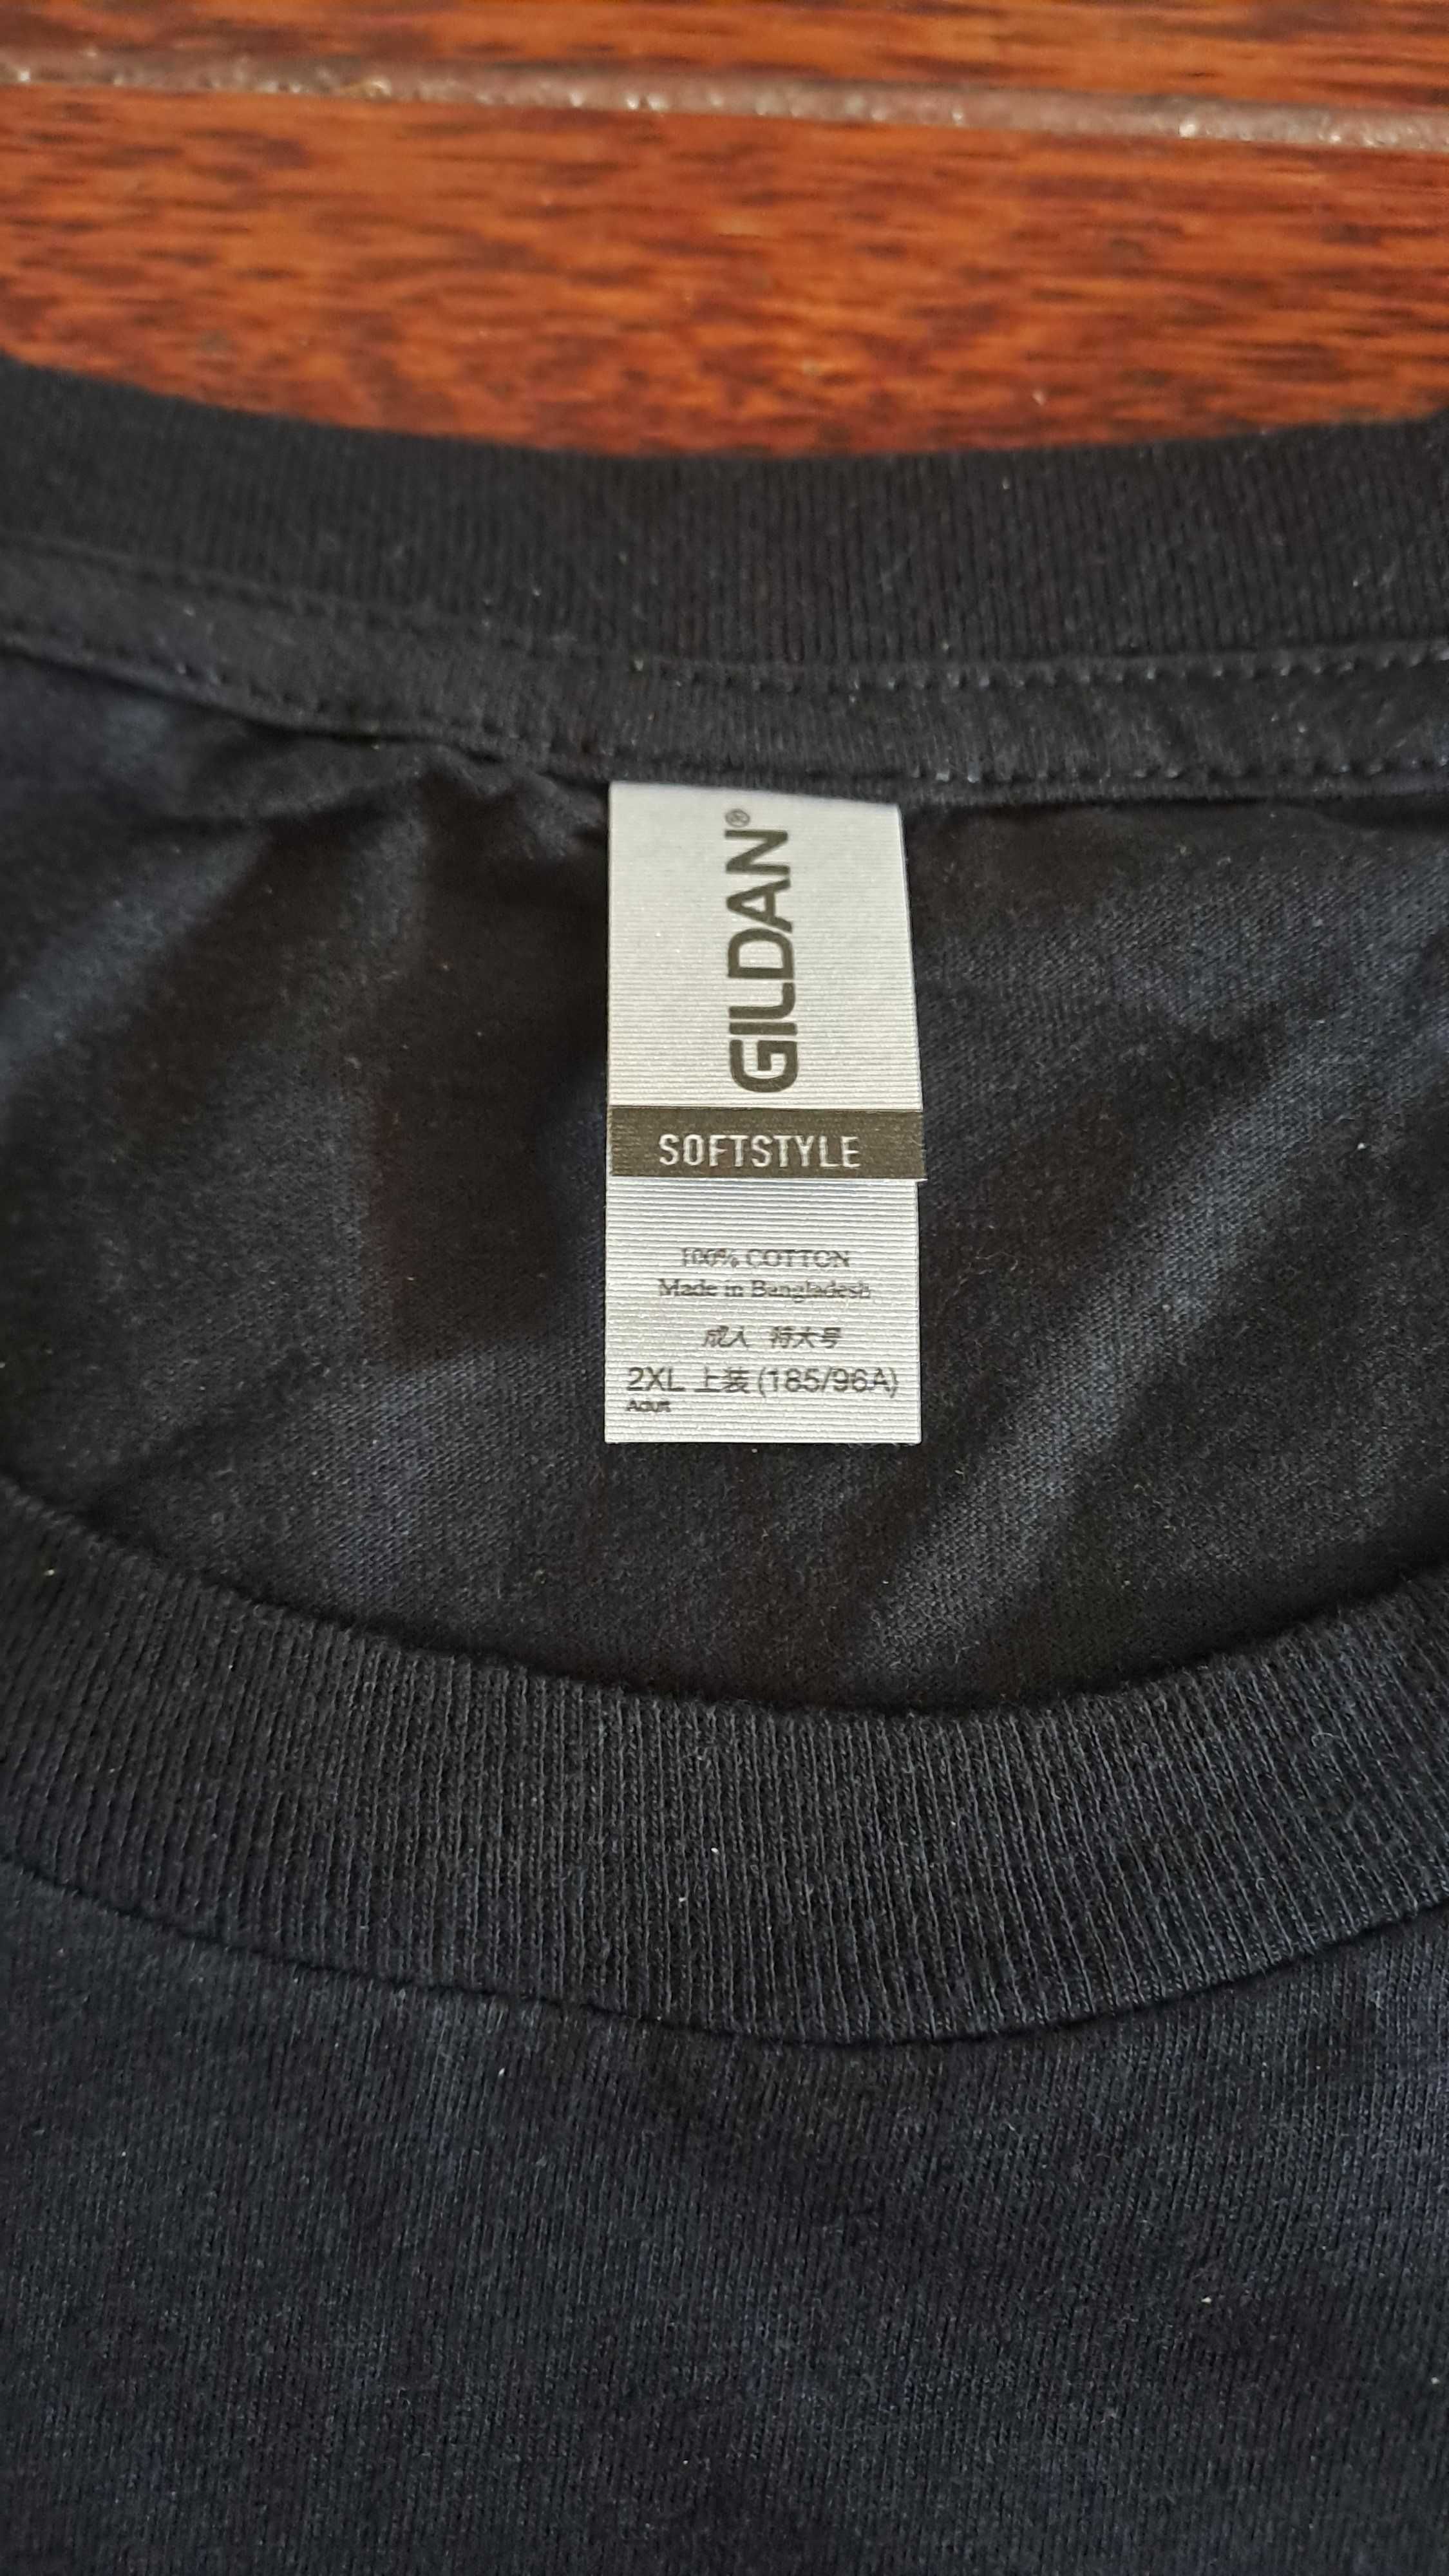 GILDAN®
SOFTSTYLE
100% COTTON
Made in Bangladesh
成人 特大号
2XL 上装 (185/96A)
Adult